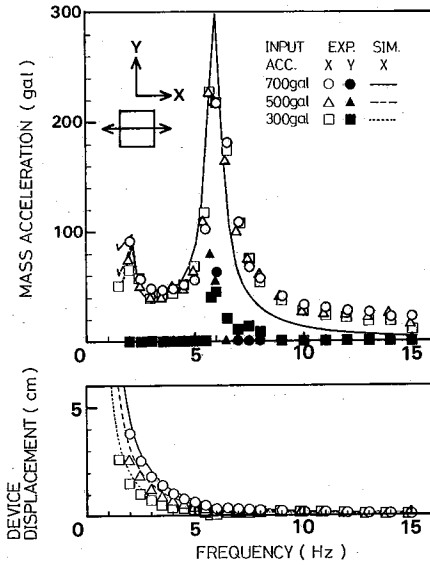 Y
X
INPUT EXP. SIM.
ACC. X Y X
700gal
500gal
300gal
MASS ACCELERATION (gal)
300
200
100
0
5
10
15
DEVICE
DISPLACEMENT (cm)
5
0
5
10
15
FREQUENCY (Hz)